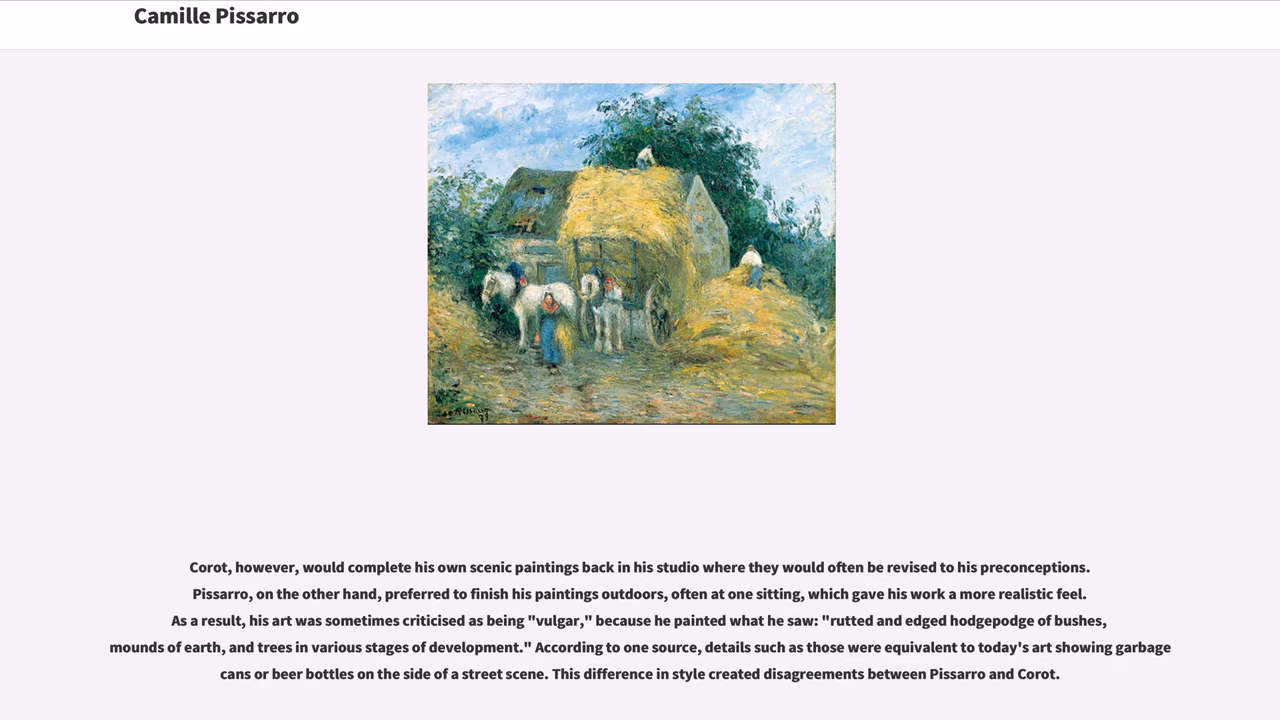 Camille Pissarro
Corot, however, would complete his own scenic paintings back in his studio where they would often be revised to his preconceptions.
Pissarro, on the other hand, preferred to finish his paintings outdoors, often at one sitting, which gave his work a more realistic feel.
As a result, his art was sometimes criticised as being "vulgar," because he painted what he saw: "rutted and edged hodgepodge of bushes,
mounds of earth, and trees in various stages of development." According to one source, details such as those were equivalent to today's art showing garbage
cans or beer bottles on the side of a street scene. This difference in style created disagreements between Pissarro and Corot.